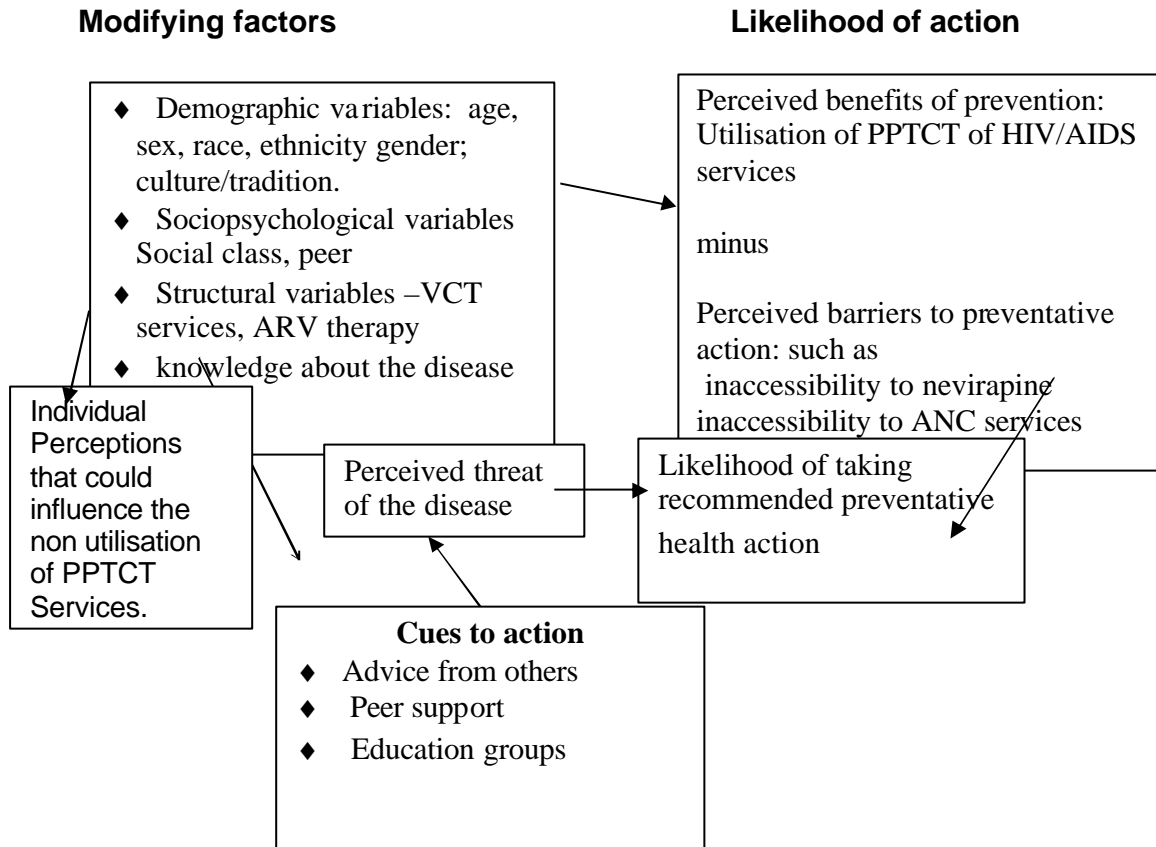 Modifying factors
Likelihood of action
♦ Demographic variables: age,
sex, race, ethnicity gender;
culture/tradition.
♦ Sociopsychological variables
Social class, peer
♦ Structural variables –VCT
services, ARV therapy
♦ knowledge about the disease
Perceived benefits of prevention:
Utilisation of PPTCT of HIV/AIDS
services
minus
Perceived barriers to preventative
action: such as
inaccessibility to nevirapine
inaccessibility to ANC services
Individual
Perceptions
that could
influence the
non utilisation
of PPTCT
Services.
Perceived threat
of the disease
Likelihood of taking
recommended preventative
health action
Cues to action
♦ Advice from others
♦ Peer support
♦ Education groups